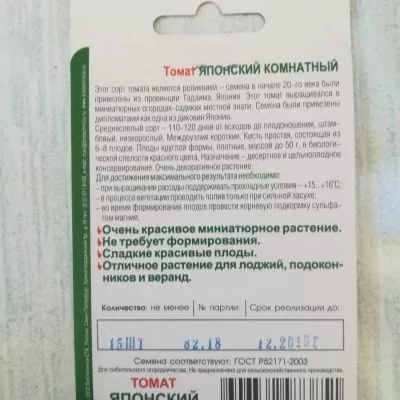 Томат ЯПОНСКИЙ КОМНАТНЫЙ
Этот сорт томата является реликвией – семена в начале 20-го века были
привезены из провинции Тадзима, Япония. Этот томат выращивался в
миниатюрных огородах-садиках местной знати. Семена были привезены
дипломатами как одна из диковин Японии.
Среднеспелый сорт – 110–120 дней от всходов до плодоношения, штам-
бовый, низкорослый. Междоузлия короткие. Кисть простая, состоящая из
6–8 плодов. Плоды круглой формы, плотные, массой до 50 г, в биологи-
ческой спелости красного цвета. Назначение – десертное и цельноплодное
консервирование. Очень декоративное растение.
Для достижения максимального результата необходимо:
- при выращивании рассады поддерживать прохладные условия – +15...+16°С;
- в процессе вегетации проводить полив только при сильной засухе;
- во время формирования плодов провести корневую подкормку сульфа-
том магния;
Очень красивое миниатюрное растение.
Не требует формирования.
Сладкие красивые плоды.
Отличное растение для лоджий, подокон-
ников и веранд.
Количество: не менее № партии: Срок реализации до:
15ШТ 02.18 12.2019Г
Семена соответствуют: ГОСТ Р52171-2003
Для любительского огородничества. Не предназначено для сельскохозяйственного производства.
ТОМАТ
ЯПОНСКИЙ